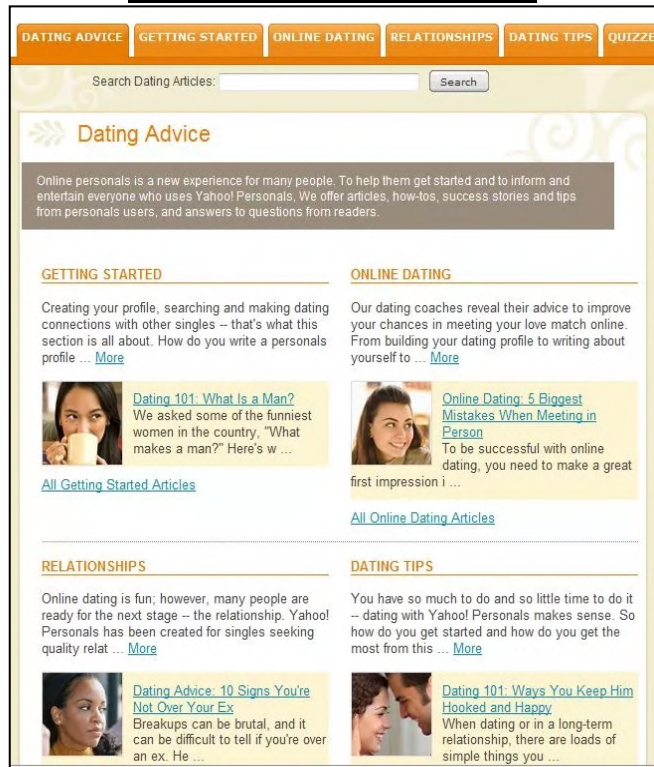 DATING ADVICE GETTING STARTED ONLINE DATING RELATIONSHIPS DATING TIPS QUIZZE
Search Dating Articles: Search
Dating Advice
Online personals is a new experience for many people. To help them get started and to inform and
entertain everyone who uses Yahoo! Personals, We offer articles, how-tos, success stories and tips
from personals users, and answers to questions from readers.
GETTING STARTED
Creating your profile, searching and making dating
connections with other singles -- that's what this
section is all about. How do you write a personals
profile ... More
Dating 101: What Is a Man?
We asked some of the funniest
women in the country, "What
makes a man?" Here's w ...
All Getting Started Articles
ONLINE DATING
Our dating coaches reveal their advice to improve
your chances in meeting your love match online.
From building your dating profile to writing about
yourself to ... More
Online Dating: 5 Biggest
Mistakes When Meeting in
Person
To be successful with online
dating, you need to make a great
first impression i ...
All Online Dating Articles
RELATIONSHIPS
Online dating is fun; however, many people are
ready for the next stage -- the relationship. Yahoo!
Personals has been created for singles seeking
quality relat ... More
Dating Advice: 10 Signs You're
Not Over Your Ex
Breakups can be brutal, and it
can be difficult to tell if you're over
an ex. He ...
DATING TIPS
You have so much to do and so little time to do it
-- dating with Yahoo! Personals makes sense. So
how do you get started and how do you get the
most from this ... More
Dating 101: Ways You Keep Him
Hooked and Happy
When dating or in a long-term
relationship, there are loads of
simple things you ...